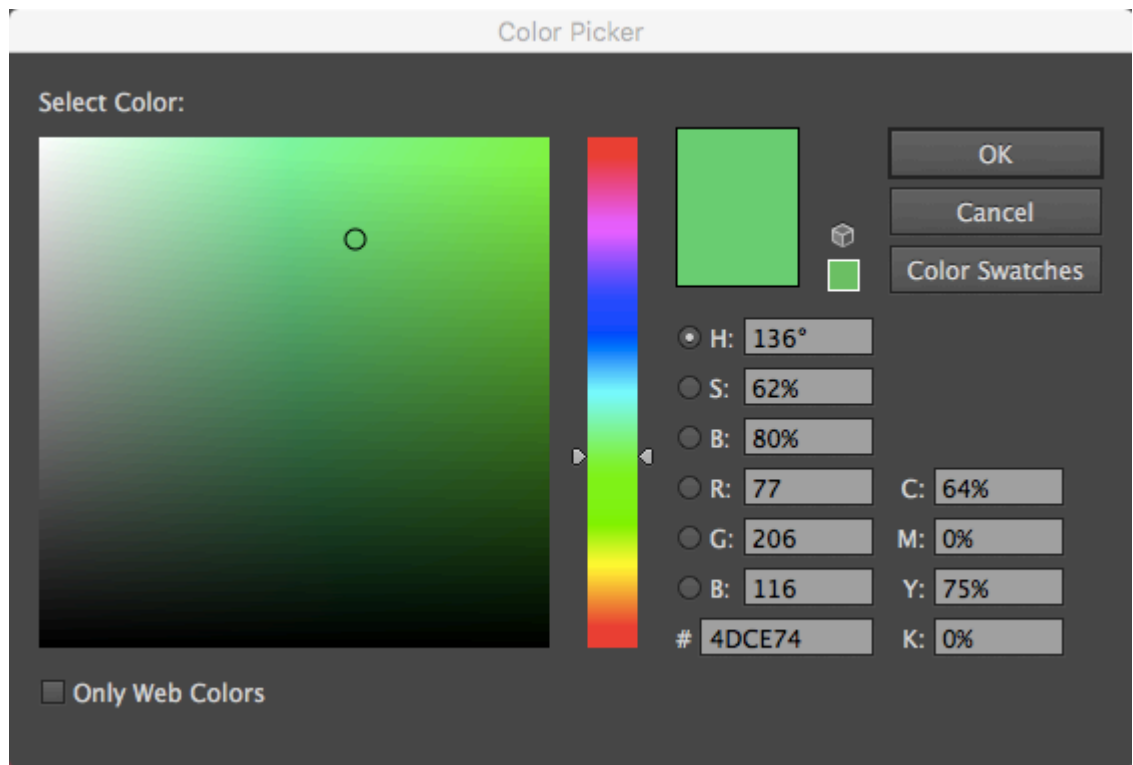 Color Picker
Select Color:
OK
Cancel
Color Swatches
H: 136°
S: 62%
B: 80%
R: 77 C: 64%
G: 206 M: 0%
B: 116 Y: 75%
# 4DCE74 K: 0%
Only Web Colors